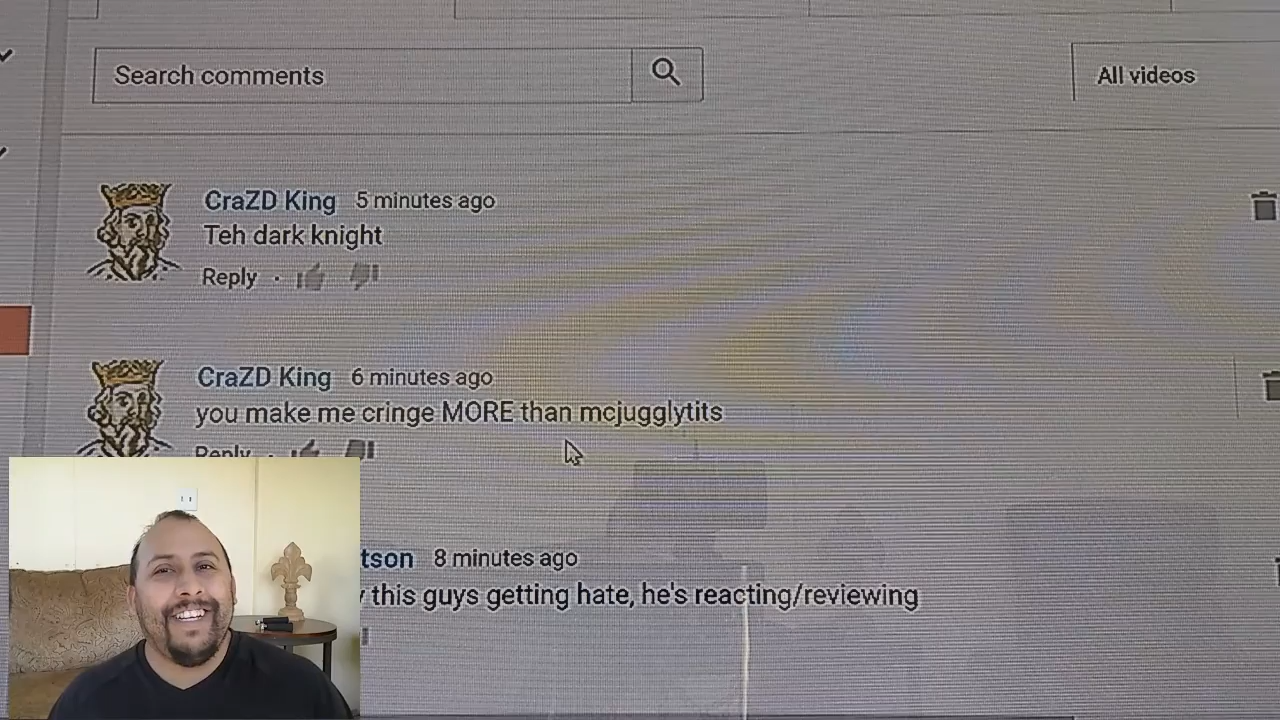 Search comments
All videos
CraZD King 5 minutes ago
Teh dark knight
Reply ·
CraZD King 6 minutes ago
you make me cringe MORE than mcjugglytits
Reply ·
8 minutes ago
this guys getting hate, he's reacting/reviewing